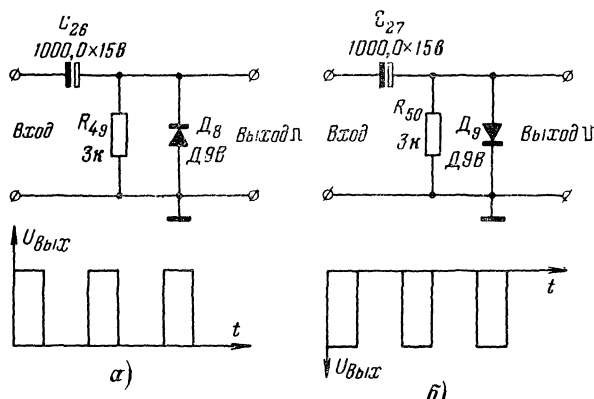 C26
1000,0×15В
Вход
R49
3к
Д8
Д9В
Выход
Uвых
t
а)
C27
1000,0×15В
Вход
R50
3к
Д9
Д9В
Выход
t
Uвых
б)